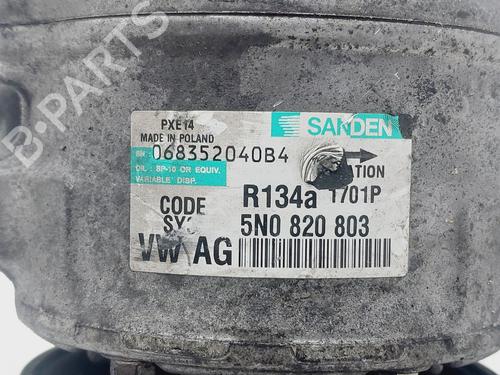 B-PARTS
PXE14
MADE IN POLAND
SANDEN
SN: 068352040B4
OIL: SP-10 OR EQUIV.
VARIABLE DISP.
R134a 1701P
CODE
5N0 820 803
VW AG